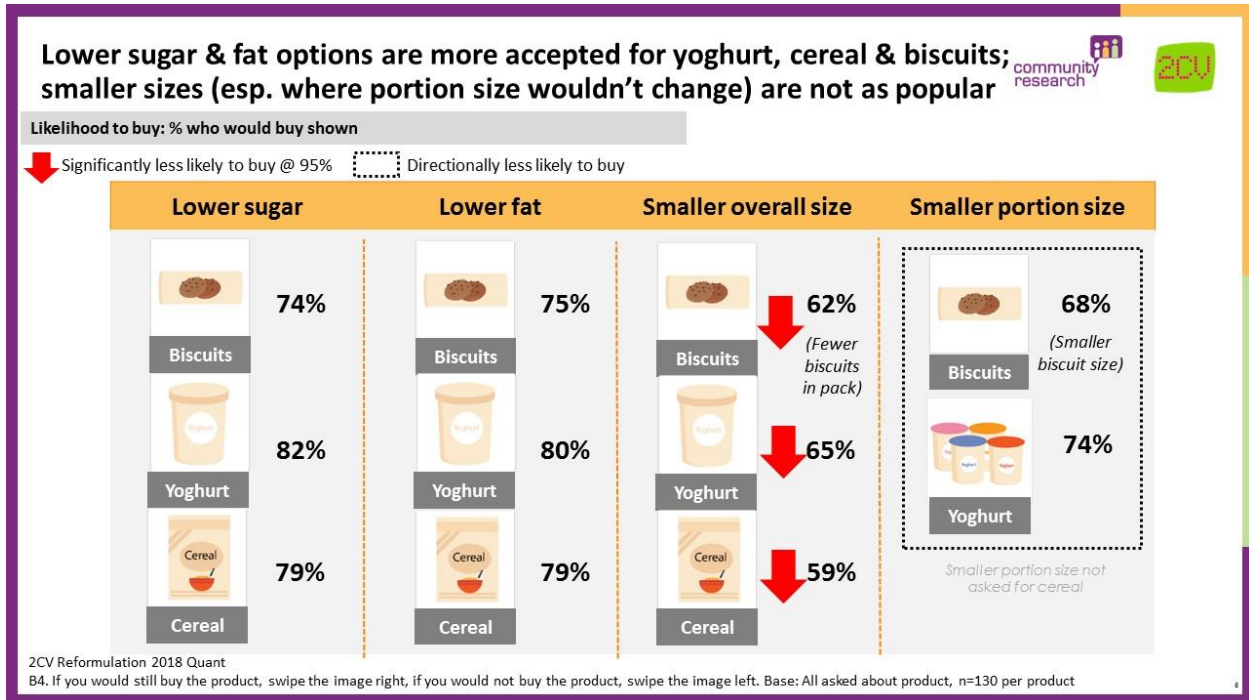 Lower sugar & fat options are more accepted for yoghurt, cereal & biscuits;
smaller sizes (esp. where portion size wouldn't change) are not as popular
community
research
2CV
Likelihood to buy: % who would buy shown
Significantly less likely to buy @ 95%
Directionally less likely to buy
Lower sugar
Lower fat
Smaller overall size
Smaller portion size
74%
Biscuits
Yoghurt
82%
Yoghurt
Cereal
79%
Cereal
75%
Biscuits
Yoghurt
80%
Yoghurt
Cereal
79%
Cereal
62%
(Fewer
biscuits
in pack)
Biscuits
Yoghurt
65%
Yoghurt
Cereal
59%
Cereal
68%
(Smaller
biscuit size)
Biscuits
74%
Yoghurt
Yoghurt
Yoghurt
Smaller portion size not
asked for cereal
2CV Reformulation 2018 Quant
B4. If you would still buy the product, swipe the image right, if you would not buy the product, swipe the image left. Base: All asked about product, n=130 per product
6